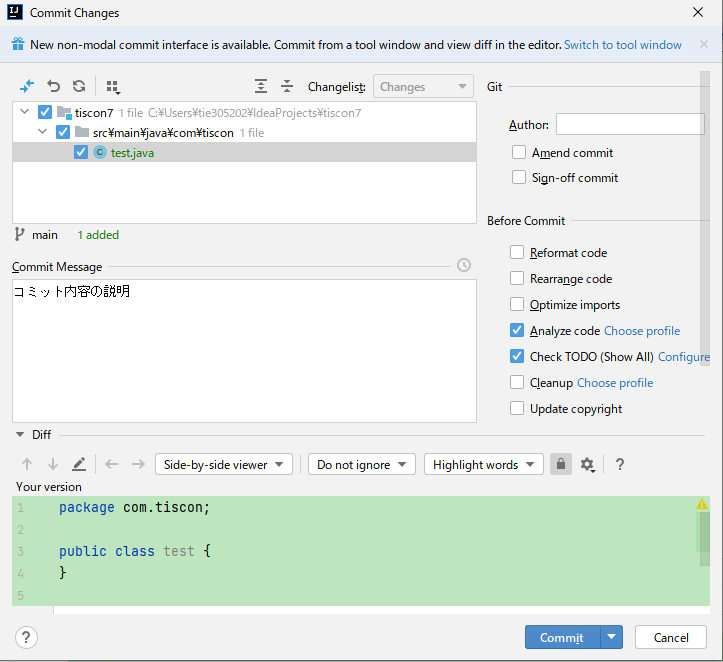 Commit Changes
New non-modal commit interface is available. Commit from a tool window and view diff in the editor. Switch to tool window
Changelist: Changes
tiscon7 1 file C:¥Users¥tie305202¥IdeaProjects¥tiscon7
src¥main¥java¥com¥tiscon 1 file
test.java
main 1 added
Commit Message
コミット内容の説明
Git
Author:
Amend commit
Sign-off commit
Before Commit
Reformat code
Rearrange code
Optimize imports
Analyze code Choose profile
Check TODO (Show All) Configure
Cleanup Choose profile
Update copyright
Diff
Side-by-side viewer Do not ignore Highlight words ?
Your version
1 package com.tiscon;
2
3 public class test {
4 }
5
? Commit Cancel